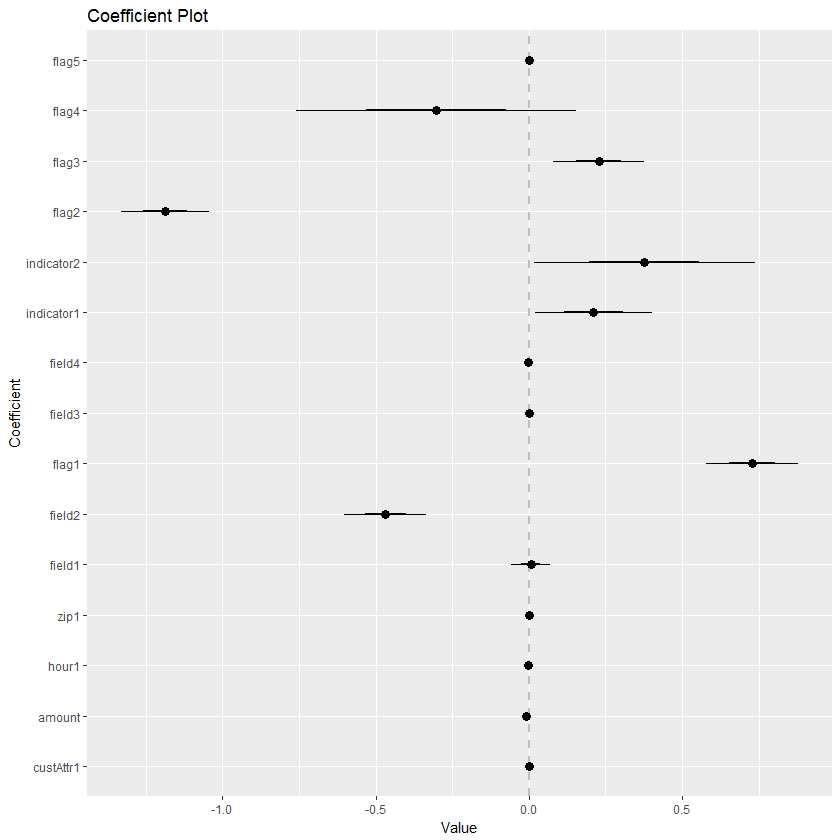 Coefficient Plot
flag5
flag4
flag3
flag2
indicator2
indicator1
field4
field3
flag1
field2
field1
zip1
hour1
amount
custAttr1
Coefficient
-1.0
-0.5
0.0
0.5
Value